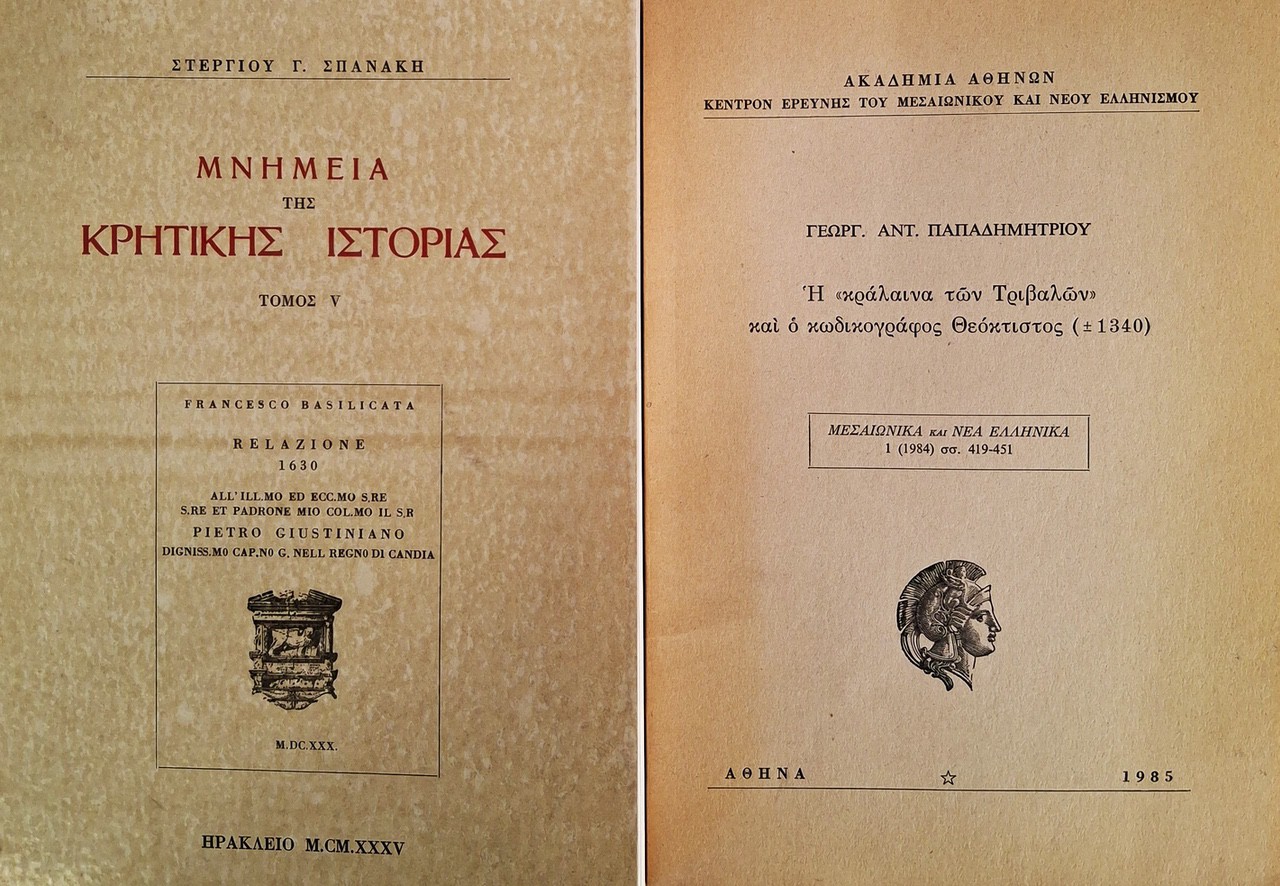 ΣΤΕΡΓΙΟΥ Γ. ΣΠΑΝΑΚΗ
ΜΝΗΜΕΙΑ
ΤΗΣ
ΚΡΗΤΙΚΗΣ ΙΣΤΟΡΙΑΣ
ΤΟΜΟΣ V
FRANCESCO BASILICATA
RELAZIONE
1630
ALL' ILL.MO ED ECC.MO S.RE
S.RE ET PADRONE MIO COL.MO IL S.R
PIETRO GIUSTINIANO
DIGNISS.MO CAP.NO G. NELL REGNO DI CANDIA
M.DC.XXX.
ΗΡΑΚΛΕΙΟ M.CM.XXXV
ΑΚΑΔΗΜΙΑ ΑΘΗΝΩΝ
ΚΕΝΤΡΟΝ ΕΡΕΥΝΗΣ ΤΟΥ ΜΕΣΑΙΩΝΙΚΟΥ ΚΑΙ ΝΕΟΥ ΕΛΛΗΝΙΣΜΟΥ
ΓΕΩΡΓ. ΑΝΤ. ΠΑΠΑΔΗΜΗΤΡΙΟΥ
Ἡ «κράλαινα τῶν Τριβαλῶν»
καὶ ὁ κωδικογράφος Θεόκτιστος (± 1340)
ΜΕΣΑΙΩΝΙΚΑ ΚΑΙ ΝΕΑ ΕΛΛΗΝΙΚΑ
1 (1984) σσ. 419-451
ΑΘΗΝΑ ☆ 1985